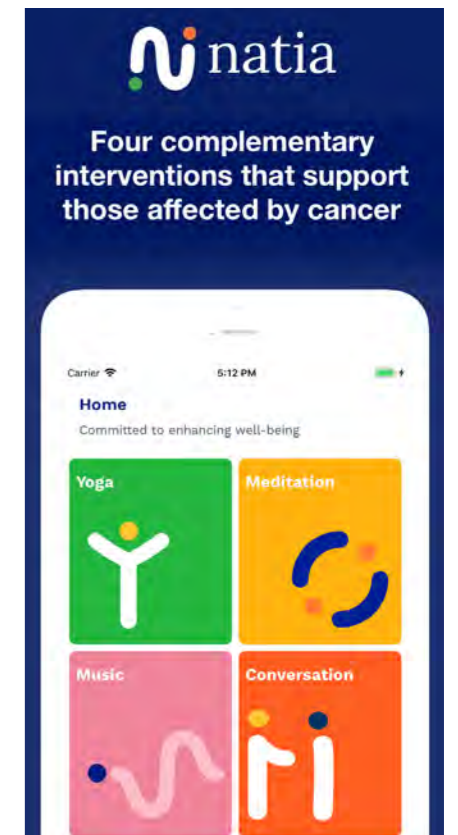 natia
Four complementary
interventions that support
those affected by cancer
Carrier 5:12 PM
Home
Committed to enhancing well-being
Yoga Meditation
Music Conversation